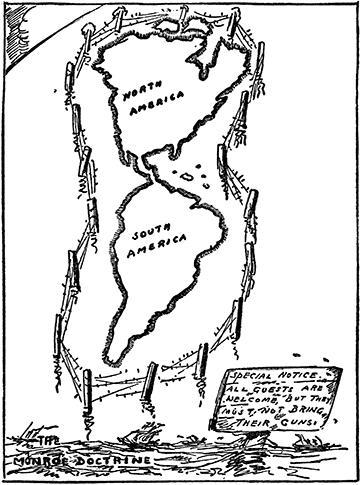 NORTH
AMERICA
SOUTH
AMERICA
SPECIAL NOTICE.
ALL GUESTS ARE
WELCOME, BUT THEY
MUST NOT BRING
THEIR GUNS!
THE
MONROE DOCTRINE